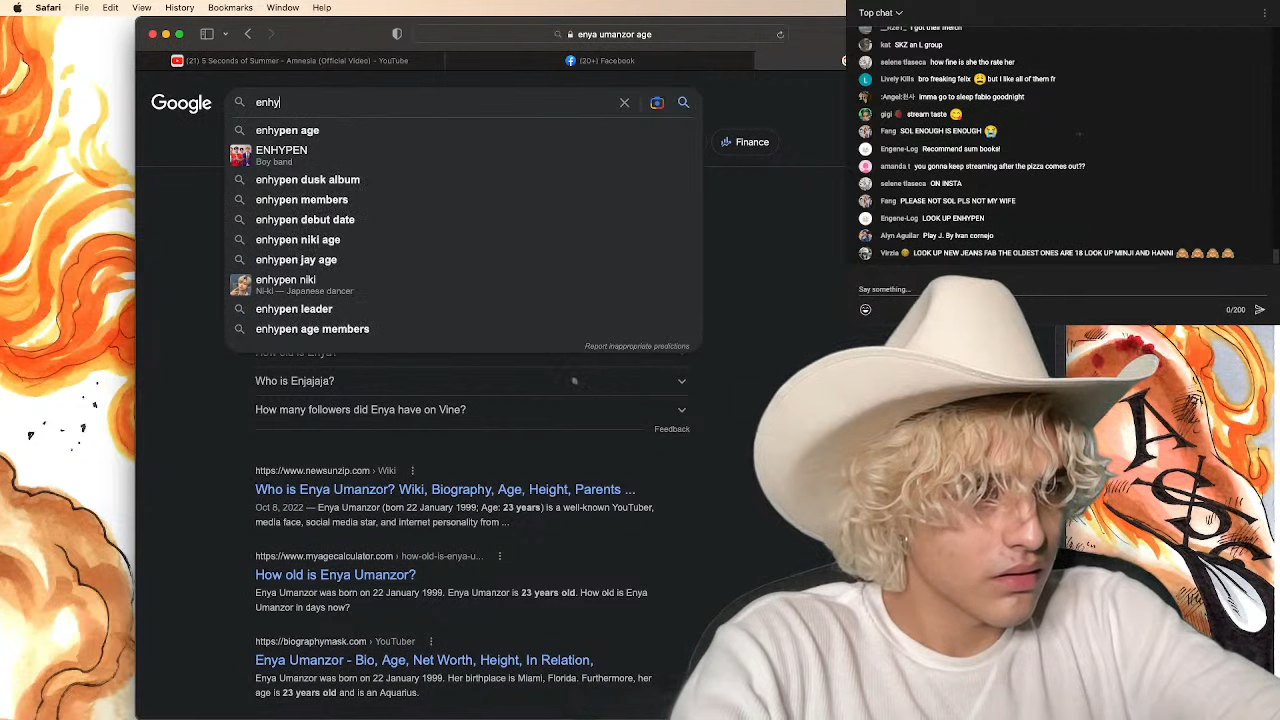 Safari File Edit View History Bookmarks Window Help
enya umanzor age
(21) 5 Seconds of Summer - Amnesia (Official Video) - YouTube
(20+) Facebook
Google
enhy
Finance
enhypen age
ENHYPEN
Boy band
enhypen dusk album
enhypen members
enhypen debut date
enhypen niki age
enhypen jay age
enhypen niki
Ni-ki — Japanese dancer
enhypen leader
enhypen age members
Report inappropriate predictions
How old is Enya?
Who is Enjajaja?
How many followers did Enya have on Vine?
Feedback
https://www.newsunzip.com › Wiki
Who is Enya Umanzor? Wiki, Biography, Age, Height, Parents ...
Oct 8, 2022 — Enya Umanzor (born 22 January 1999; Age: 23 years) is a well-known YouTuber,
media face, social media star, and internet personality from ...
https://www.myagecalculator.com › how-old-is-enya-u...
How old is Enya Umanzor?
Enya Umanzor was born on 22 January 1999. Enya Umanzor is 23 years old. How old is Enya
Umanzor in days now?
https://biographymask.com › YouTuber
Enya Umanzor - Bio, Age, Net Worth, Height, In Relation,
Enya Umanzor was born on 22 January 1999. Her birthplace is Miami, Florida. Furthermore, her
age is 23 years old and is an Aquarius.
Top chat
I got their merch
kat SKZ an L group
selene tlaseca how fine is she tho rate her
Lively Kills bro freaking felix 😩 but I like all of them fr
:Angel:천사 imma go to sleep fabio goodnight
gigi stream taste 😋
Fang SOL ENOUGH IS ENOUGH 😭
Engene-Log Recommend sum books!
amanda t you gonna keep streaming after the pizza comes out??
selene tlaseca ON INSTA
Fang PLEASE NOT SOL PLS NOT MY WIFE
Engene-Log LOOK UP ENHYPEN
Alyn Aguilar Play J. By Ivan cornejo
Virzia LOOK UP NEW JEANS FAB THE OLDEST ONES ARE 18 LOOK UP MINJI AND HANNI 🙈🙈🙈🙈
Say something...
0/200